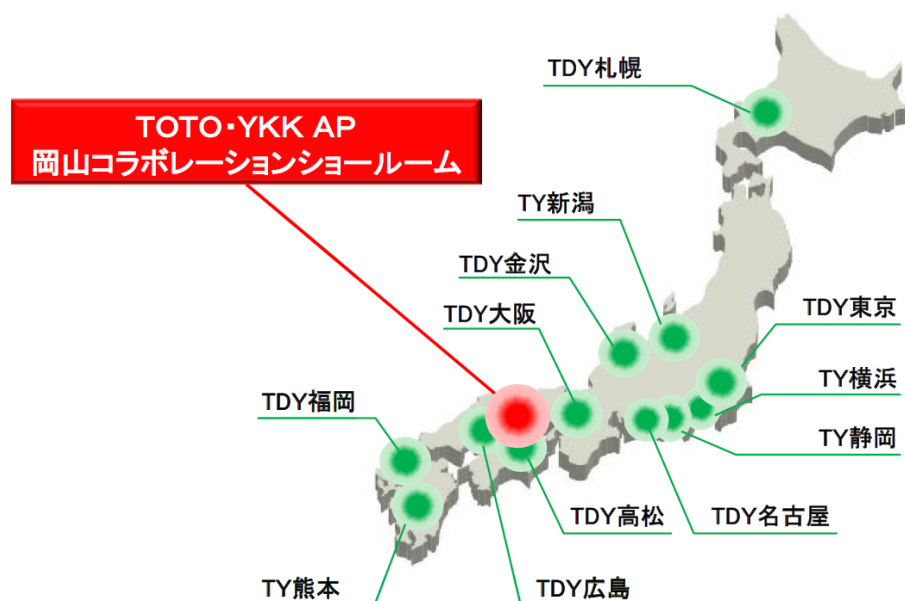 TDY札幌
TOTO・YKK AP
岡山コラボレーションショールーム
TY新潟
TDY金沢
TDY大阪
TDY東京
TY横浜
TDY福岡
TY静岡
TDY高松
TDY名古屋
TY熊本
TDY広島